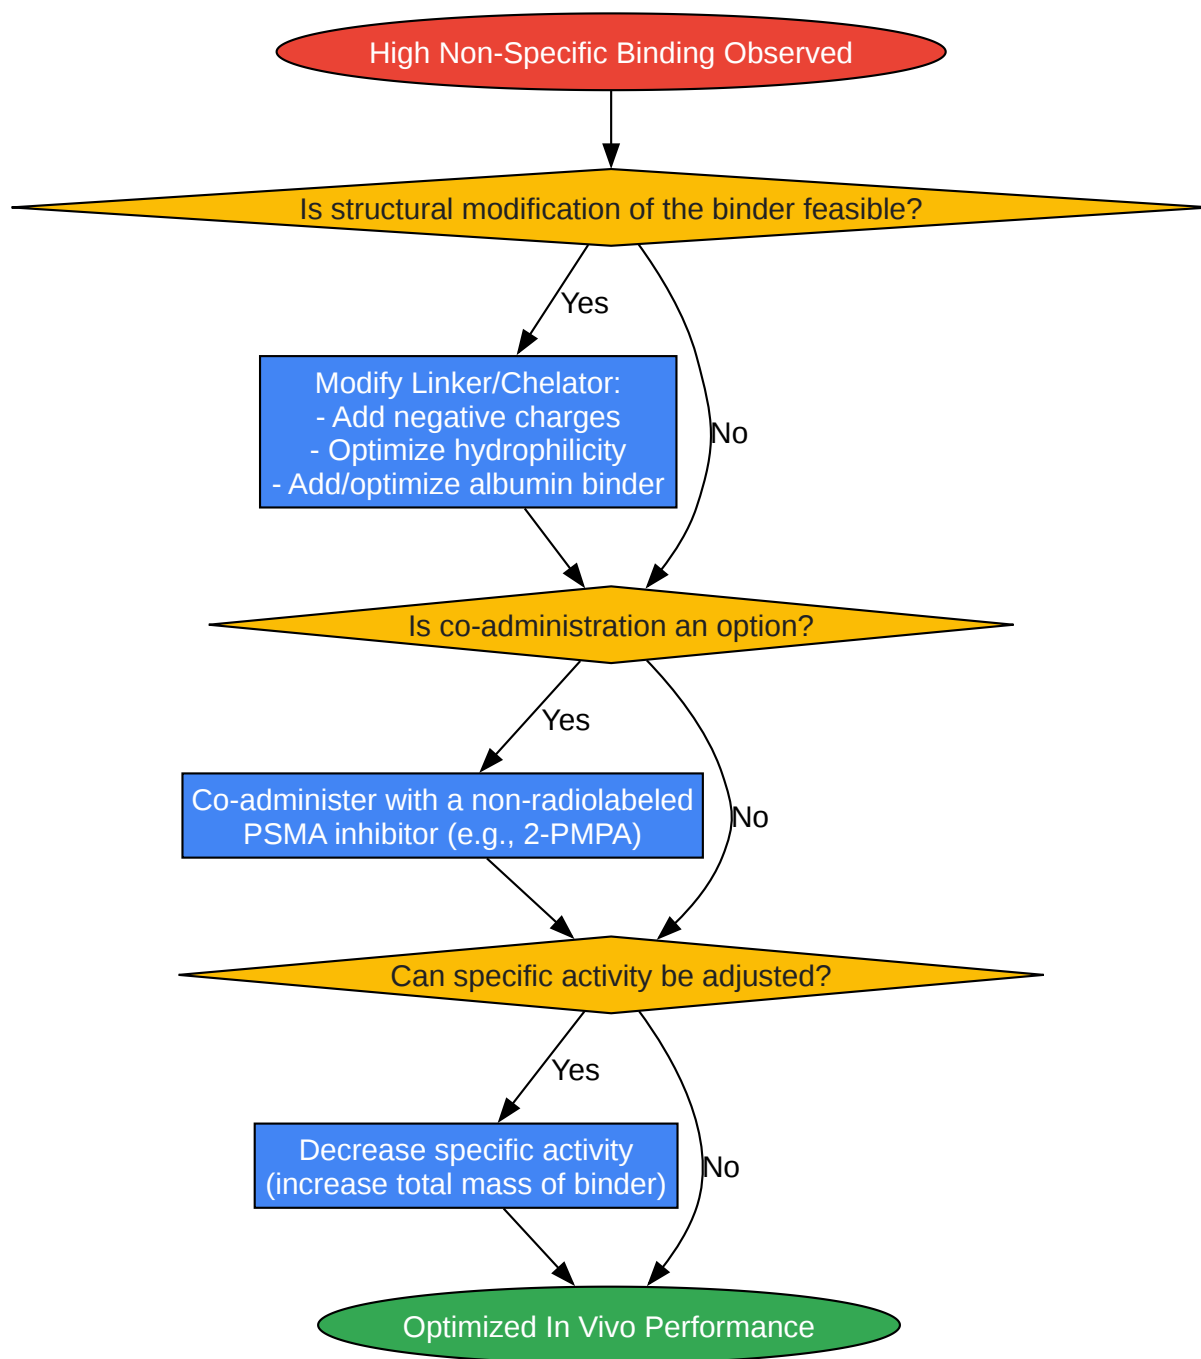 High Non-Specific Binding Observed
Is structural modification of the binder feasible?
Yes
Modify Linker/Chelator:
- Add negative charges
- Optimize hydrophilicity
- Add/optimize albumin binder
No
Is co-administration an option?
Yes
Co-administer with a non-radiolabeled
PSMA inhibitor (e.g., 2-PMPA)
No
Can specific activity be adjusted?
Yes
Decrease specific activity
(increase total mass of binder)
No
Optimized In Vivo Performance